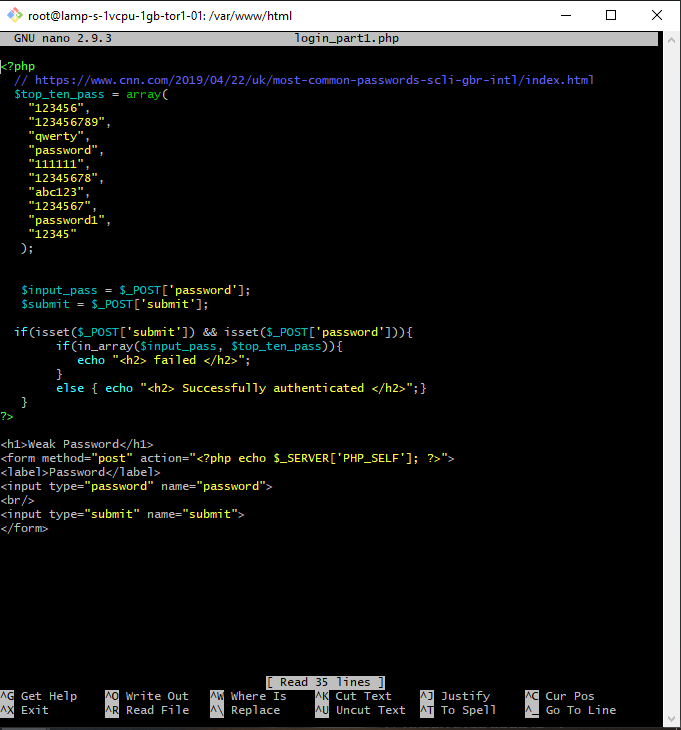 root@lamp-s-1vcpu-1gb-tor1-01: /var/www/html
GNU nano 2.9.3 login_part1.php
<?php
// https://www.cnn.com/2019/04/22/uk/most-common-passwords-scli-gbr-intl/index.html
$top_ten_pass = array(
"123456",
"123456789",
"qwerty",
"password",
"111111",
"12345678",
"abc123",
"1234567",
"password1",
"12345"
);
$input_pass = $_POST['password'];
$submit = $_POST['submit'];
if(isset($_POST['submit']) && isset($_POST['password'])){
if(in_array($input_pass, $top_ten_pass)){
echo "<h2> failed </h2>";
}
else { echo "<h2> Successfully authenticated </h2>";}
}
?>
<h1>Weak Password</h1>
<form method="post" action="<?php echo $_SERVER['PHP_SELF']; ?>">
<label>Password</label>
<input type="password" name="password">
<br/>
<input type="submit" name="submit">
</form>
[ Read 35 lines ]
^G Get Help ^O Write Out ^W Where Is ^K Cut Text ^J Justify ^C Cur Pos
^X Exit ^R Read File ^\ Replace ^U Uncut Text ^T To Spell ^_ Go To Line